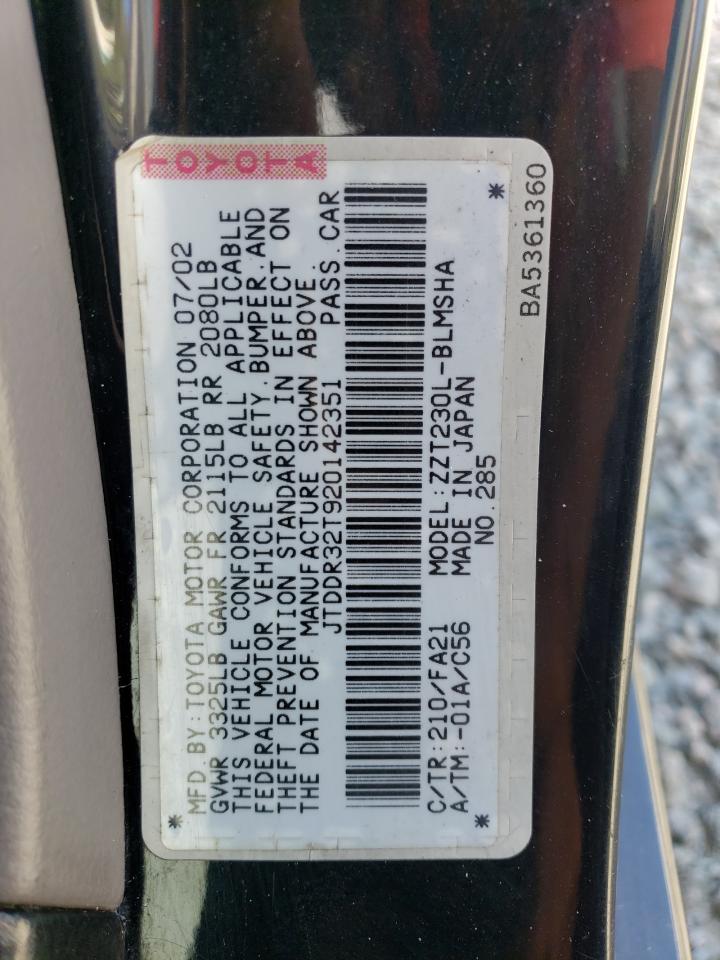 TOYOTA
MFD. BY: TOYOTA MOTOR CORPORATION 07/02
GVWR 3325LB GAWR FR 2115LB RR 2080LB
THIS VEHICLE CONFORMS TO ALL APPLICABLE
FEDERAL MOTOR VEHICLE SAFETY, BUMPER, AND
THEFT PREVENTION STANDARDS IN EFFECT ON
THE DATE OF MANUFACTURE SHOWN ABOVE.
JTDDR32T920142351 PASS. CAR
C/TR: 210/FA21 MODEL: ZZT230L-BLMSHA
A/TM: -01A/C56 MADE IN JAPAN
NO. 285
BA5361360